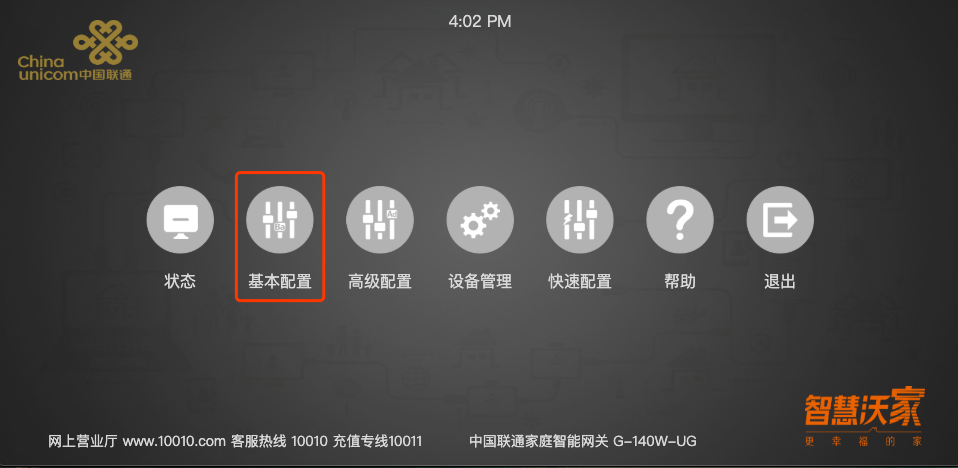 4:02 PM
China
unicom中国联通
Ba
Ad
状态
基本配置
高级配置
设备管理
快速配置
帮助
退出
智慧沃家
更幸福的家
网上营业厅 www.10010.com 客服热线 10010 充值专线10011
中国联通家庭智能网关 G-140W-UG